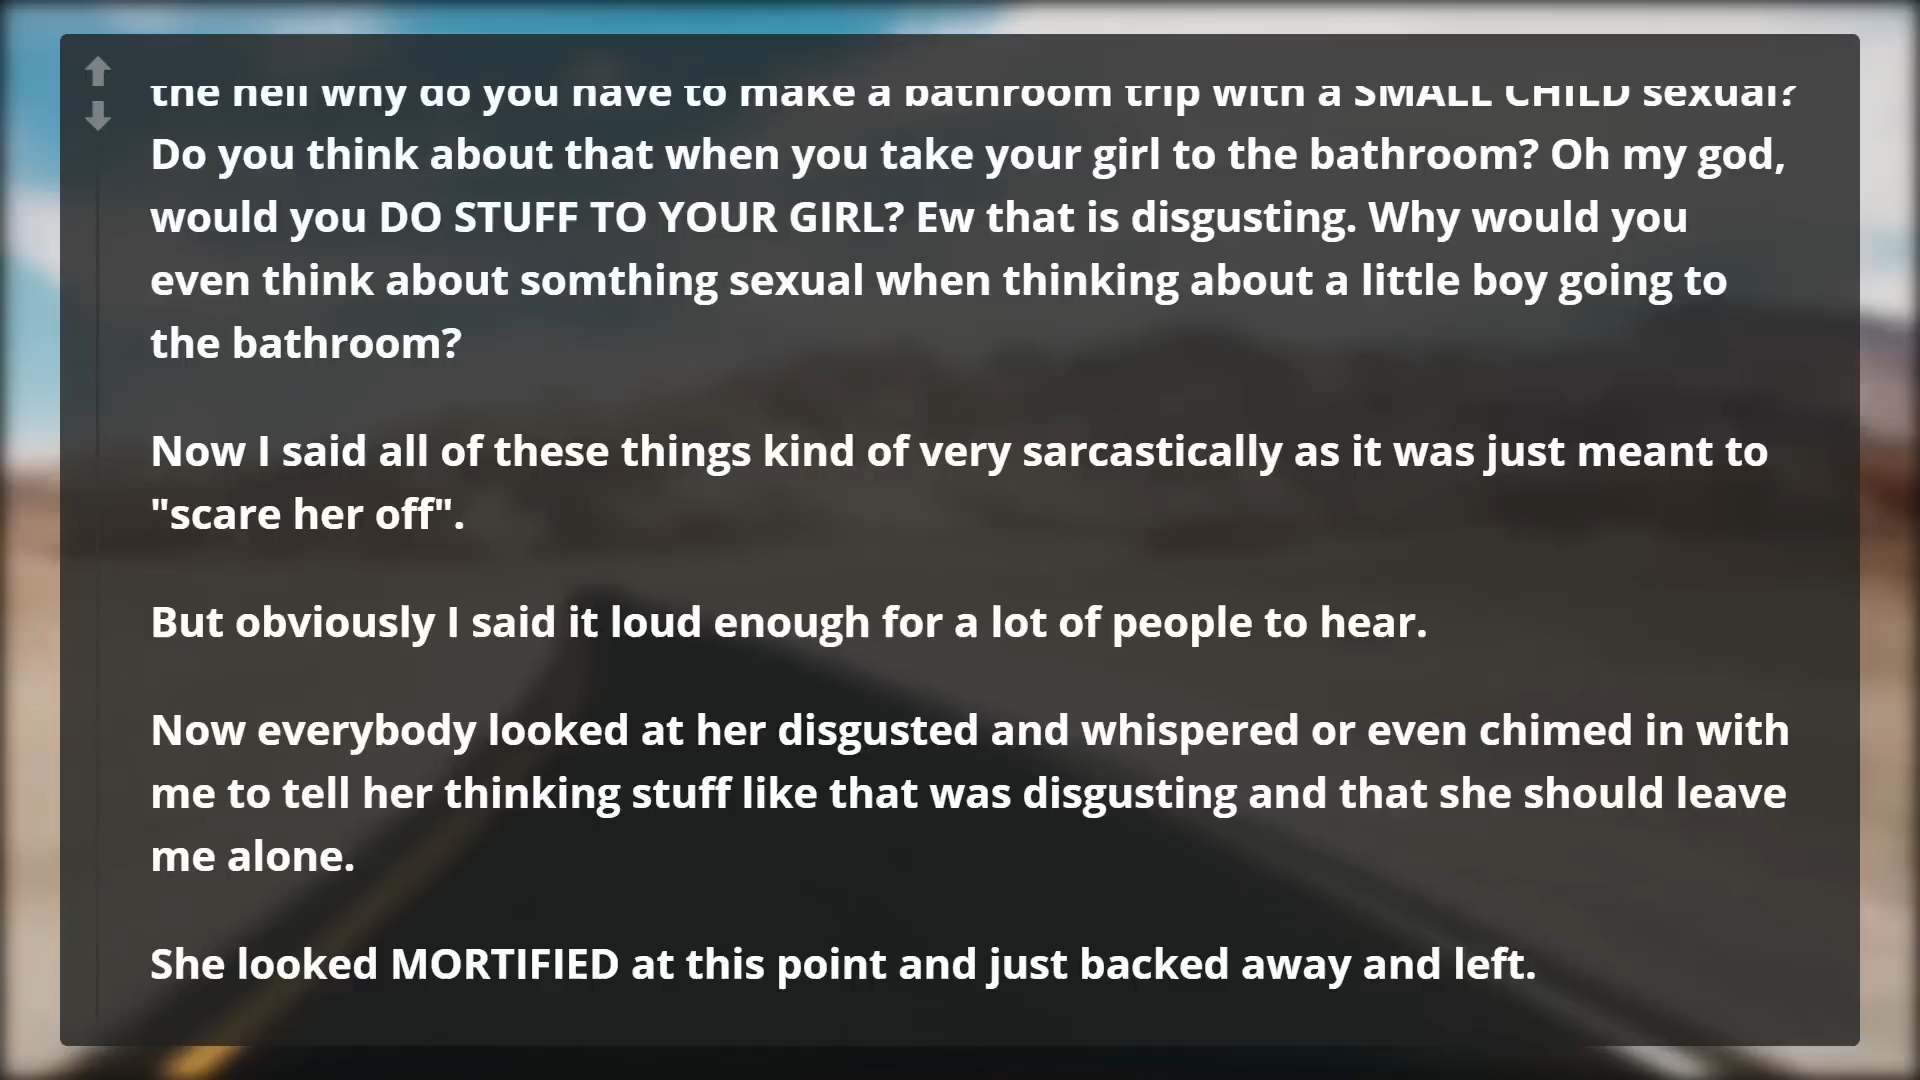 the hell why do you have to make a bathroom trip with a SMALL CHILD sexual?
Do you think about that when you take your girl to the bathroom? Oh my god,
would you DO STUFF TO YOUR GIRL? Ew that is disgusting. Why would you
even think about somthing sexual when thinking about a little boy going to
the bathroom?
Now I said all of these things kind of very sarcastically as it was just meant to
"scare her off".
But obviously I said it loud enough for a lot of people to hear.
Now everybody looked at her disgusted and whispered or even chimed in with
me to tell her thinking stuff like that was disgusting and that she should leave
me alone.
She looked MORTIFIED at this point and just backed away and left.